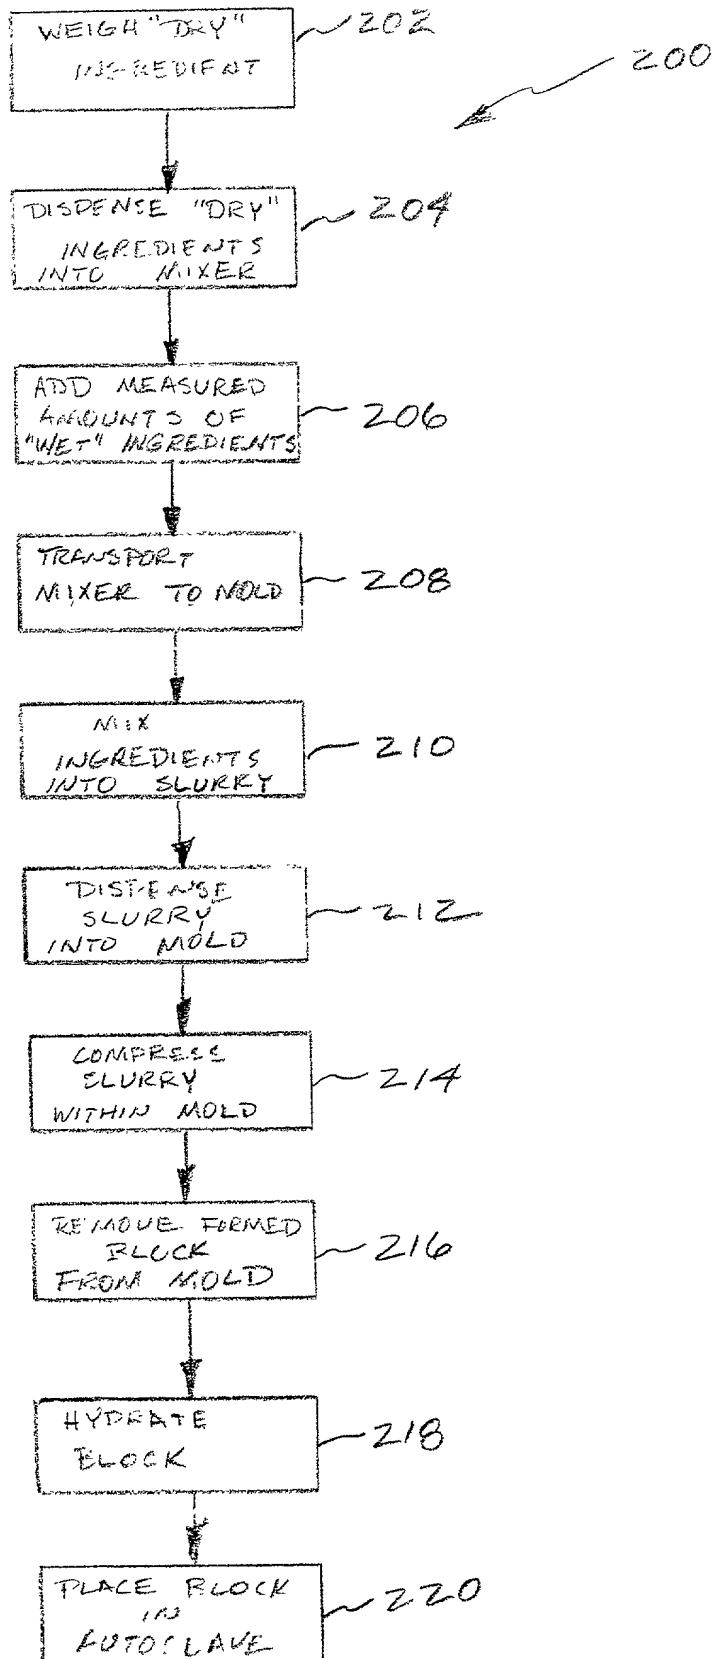 WEIGH "DRY"
INGREDIENT
202
200
DISPENSE "DRY"
INGREDIENTS
INTO MIXER
204
ADD MEASURED
AMOUNTS OF
"WET" INGREDIENTS
206
TRANSPORT
MIXER TO MOLD
208
MIX
INGREDIENTS
INTO SLURRY
210
DISPENSE
SLURRY
INTO MOLD
212
COMPRESS
SLURRY
WITHIN MOLD
214
REMOVE FORMED
BLOCK
FROM MOLD
216
HYDRATE
BLOCK
218
PLACE BLOCK
IN
AUTOCLAVE
220